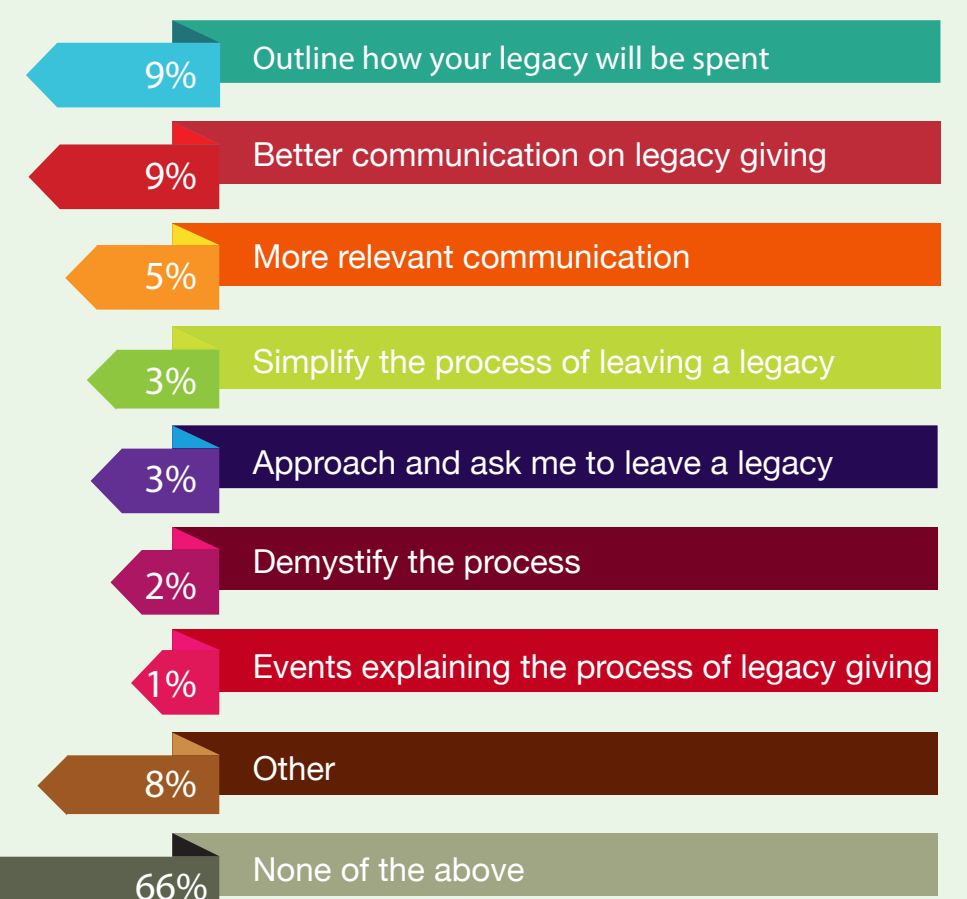 9% Outline how your legacy will be spent
9% Better communication on legacy giving
5% More relevant communication
3% Simplify the process of leaving a legacy
3% Approach and ask me to leave a legacy
2% Demystify the process
1% Events explaining the process of legacy giving
8% Other
66% None of the above